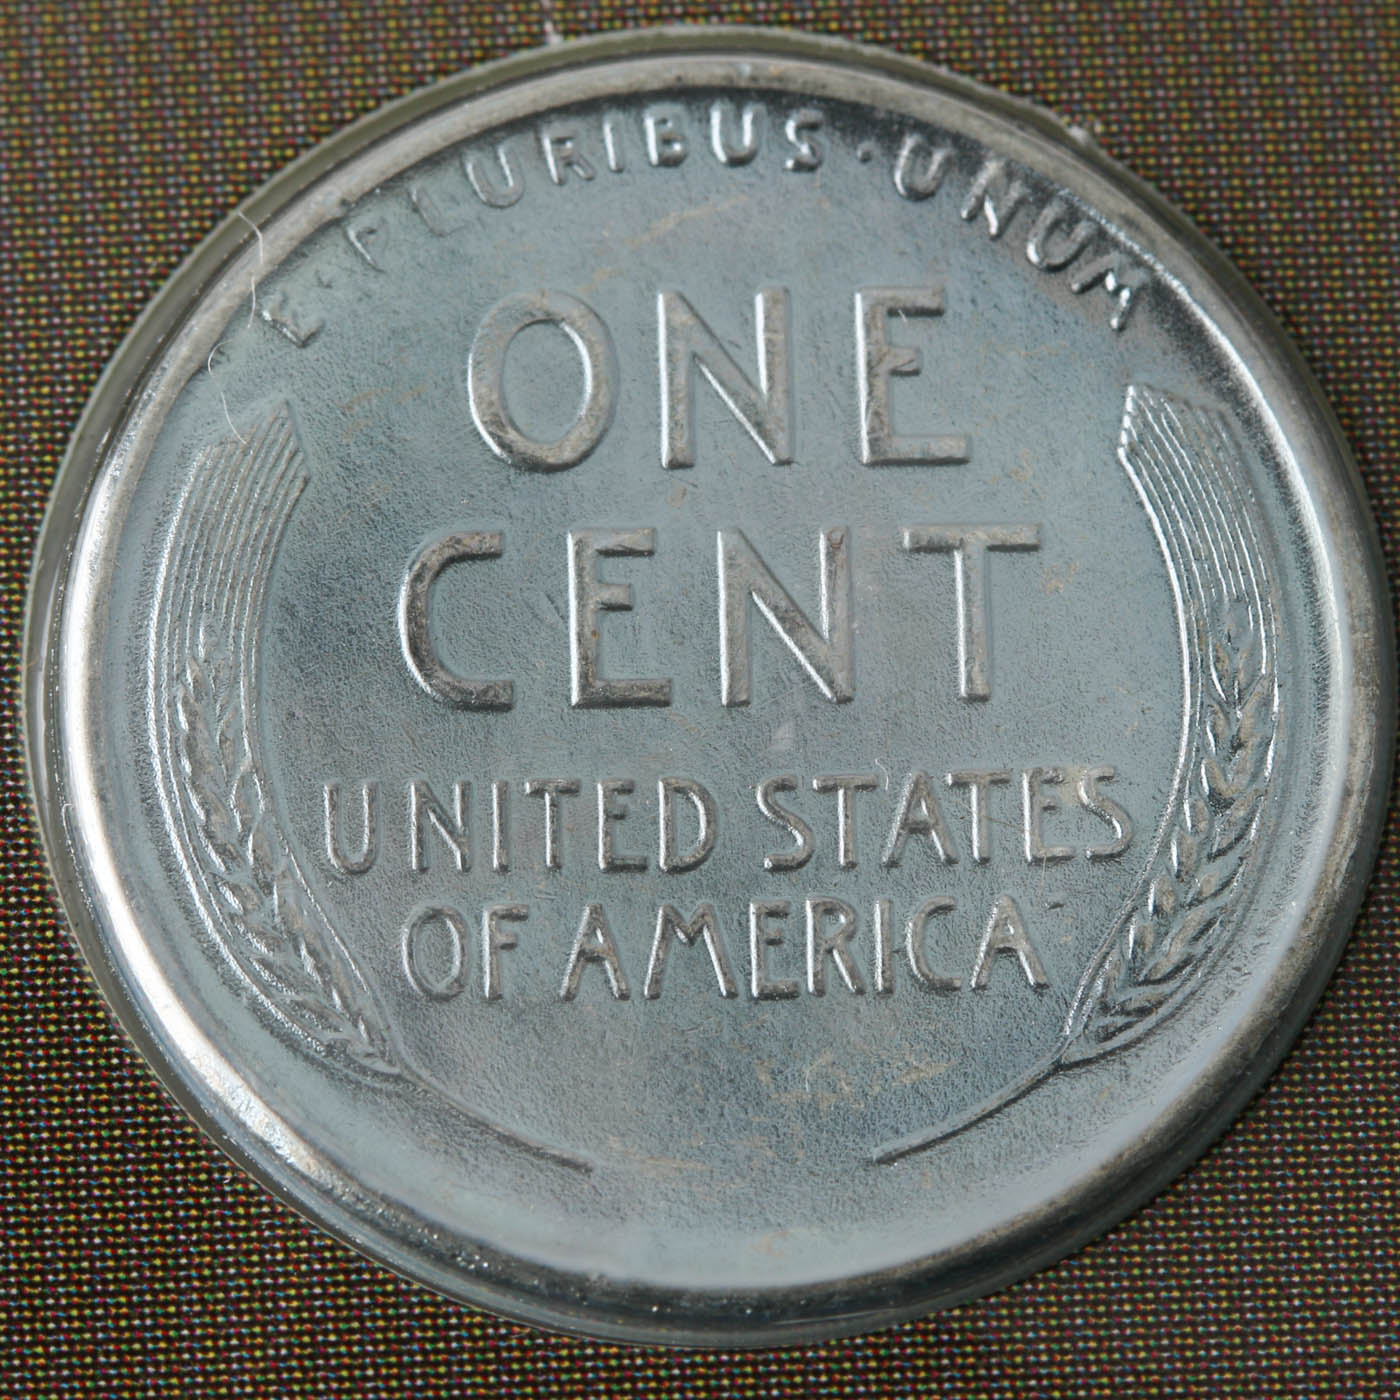 E·PLURIBUS·UNUM
ONE
CENT
UNITED STATES
OF AMERICA